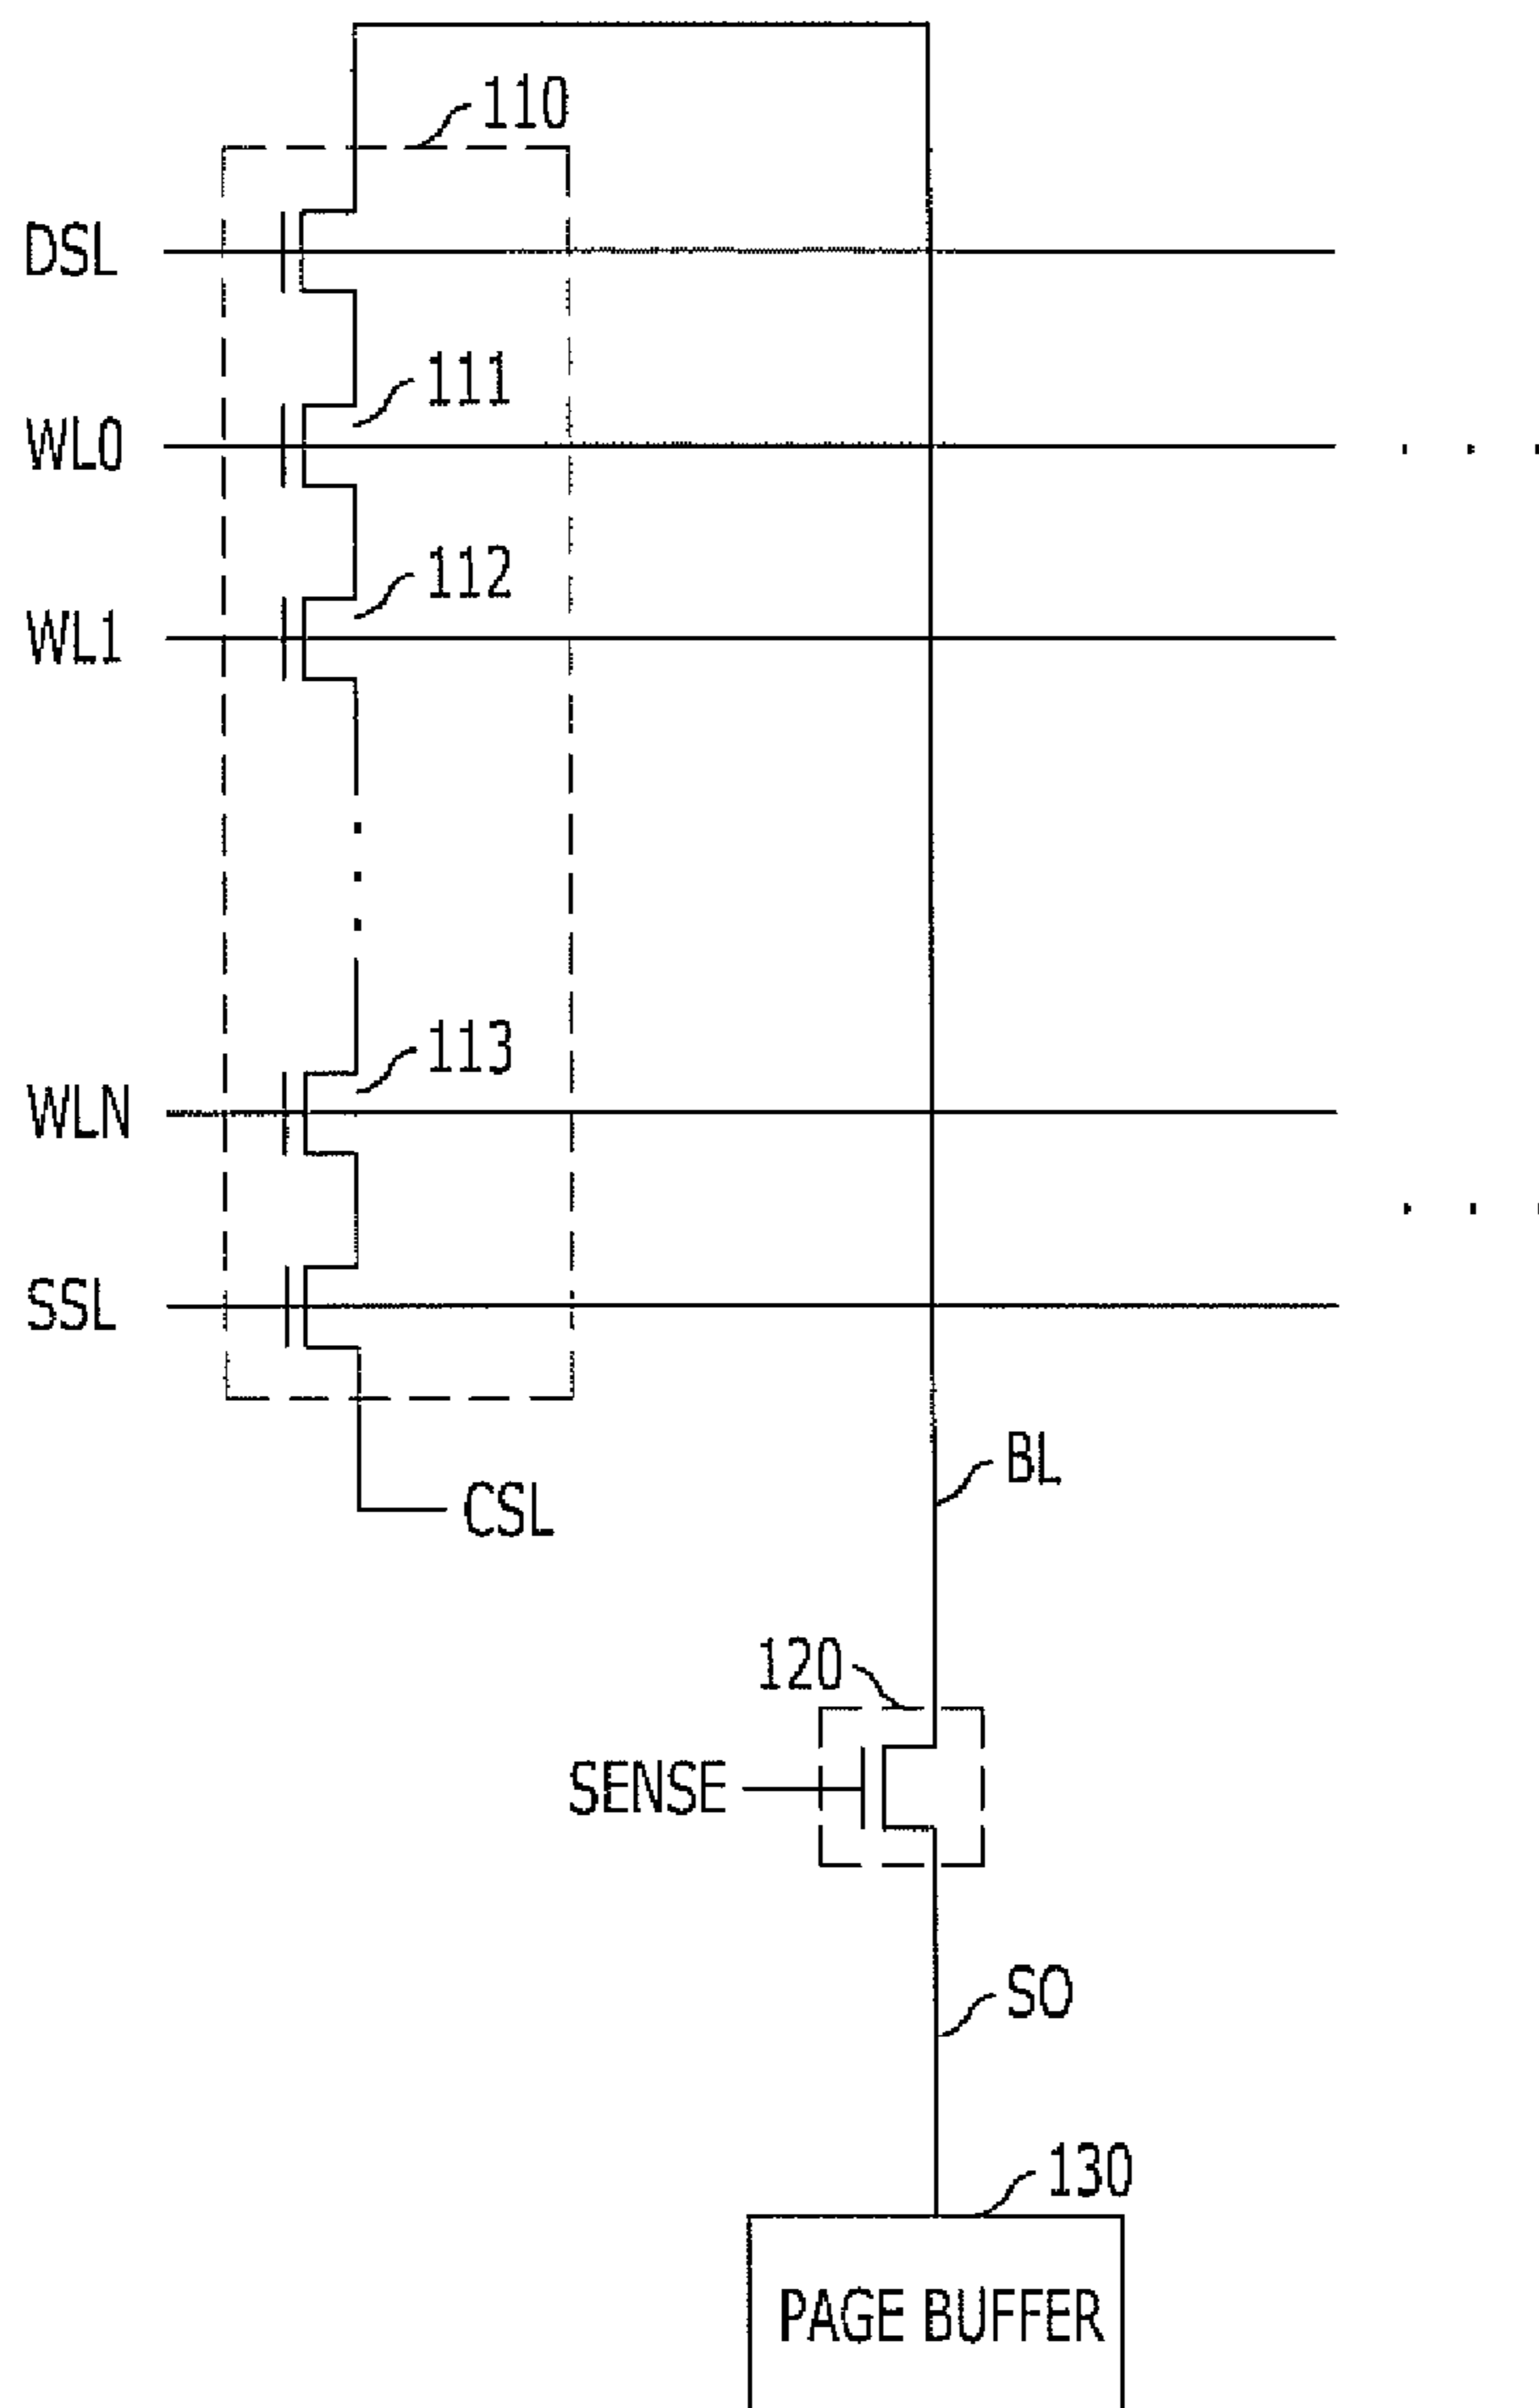 110
DSL
111
WL0
112
WL1
113
WLN
SSL
BL
CSL
120
SENSE
SO
130
PAGE BUFFER